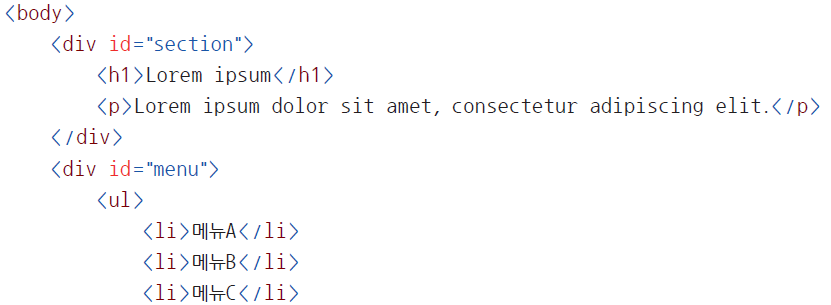 <body>
<div id="section">
<h1>Lorem ipsum</h1>
<p>Lorem ipsum dolor sit amet, consectetur adipiscing elit.</p>
</div>
<div id="menu">
<ul>
<li>메뉴A</li>
<li>메뉴B</li>
<li>메뉴C</li>